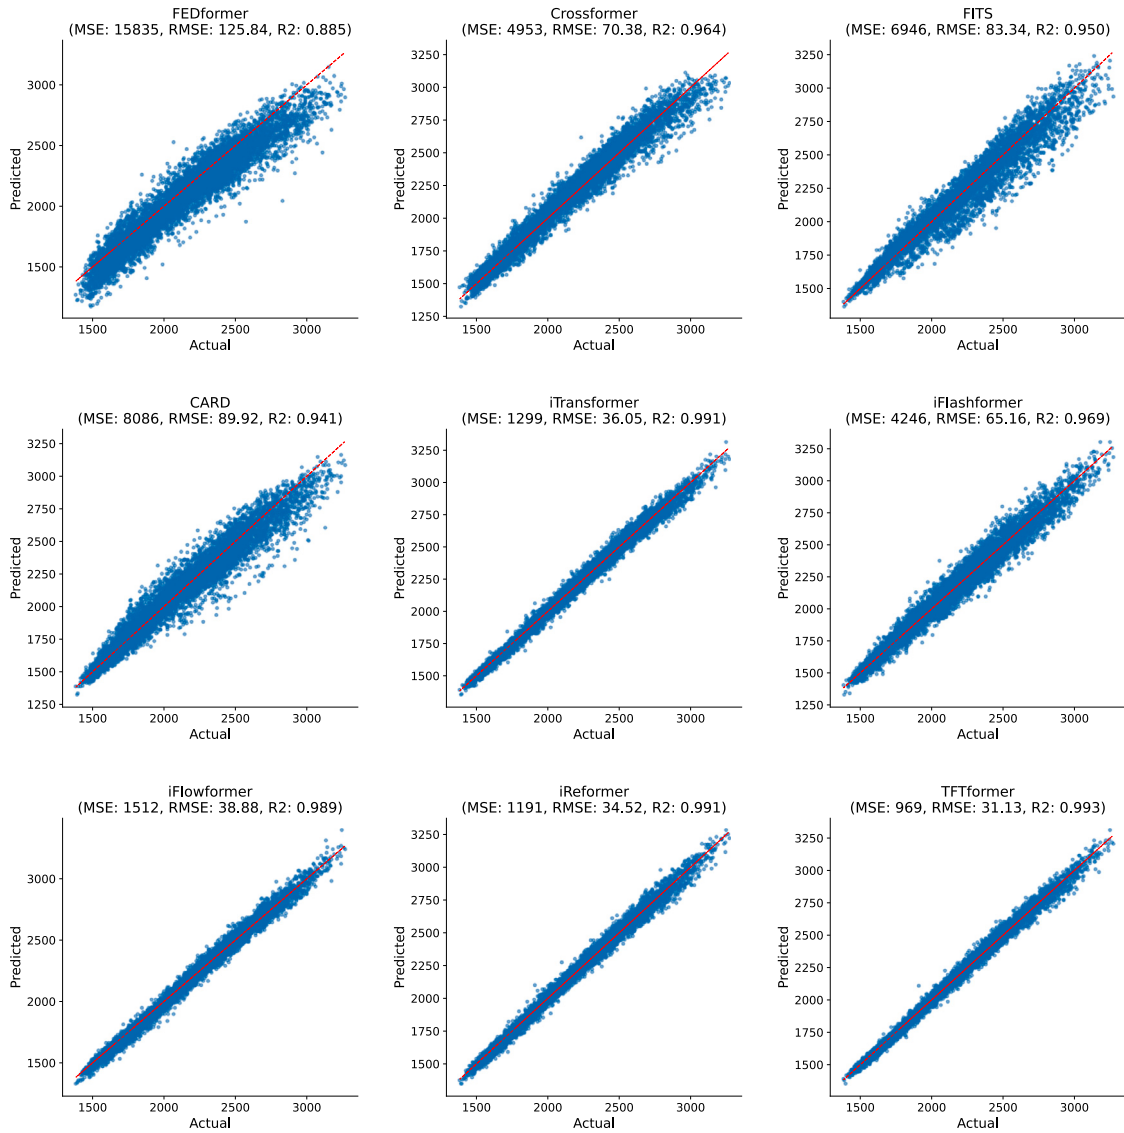 FEDformer
(MSE: 15835, RMSE: 125.84, R2: 0.885)
3000
2500
2000
1500
Predicted
1500 2000 2500 3000
Actual
Crossformer
(MSE: 4953, RMSE: 70.38, R2: 0.964)
3250
3000
2750
2500
2250
2000
1750
1500
1250
Predicted
1500 2000 2500 3000
Actual
FITS
(MSE: 6946, RMSE: 83.34, R2: 0.950)
3250
3000
2750
2500
2250
2000
1750
1500
Predicted
1500 2000 2500 3000
Actual
CARD
(MSE: 8086, RMSE: 89.92, R2: 0.941)
3250
3000
2750
2500
2250
2000
1750
1500
1250
Predicted
1500 2000 2500 3000
Actual
iTransformer
(MSE: 1299, RMSE: 36.05, R2: 0.991)
3250
3000
2750
2500
2250
2000
1750
1500
Predicted
1500 2000 2500 3000
Actual
iFlashformer
(MSE: 4246, RMSE: 65.16, R2: 0.969)
3250
3000
2750
2500
2250
2000
1750
1500
1250
Predicted
1500 2000 2500 3000
Actual
iFlowformer
(MSE: 1512, RMSE: 38.88, R2: 0.989)
3000
2500
2000
1500
Predicted
1500 2000 2500 3000
Actual
iReformer
(MSE: 1191, RMSE: 34.52, R2: 0.991)
3250
3000
2750
2500
2250
2000
1750
1500
Predicted
1500 2000 2500 3000
Actual
TFTformer
(MSE: 969, RMSE: 31.13, R2: 0.993)
3250
3000
2750
2500
2250
2000
1750
1500
Predicted
1500 2000 2500 3000
Actual